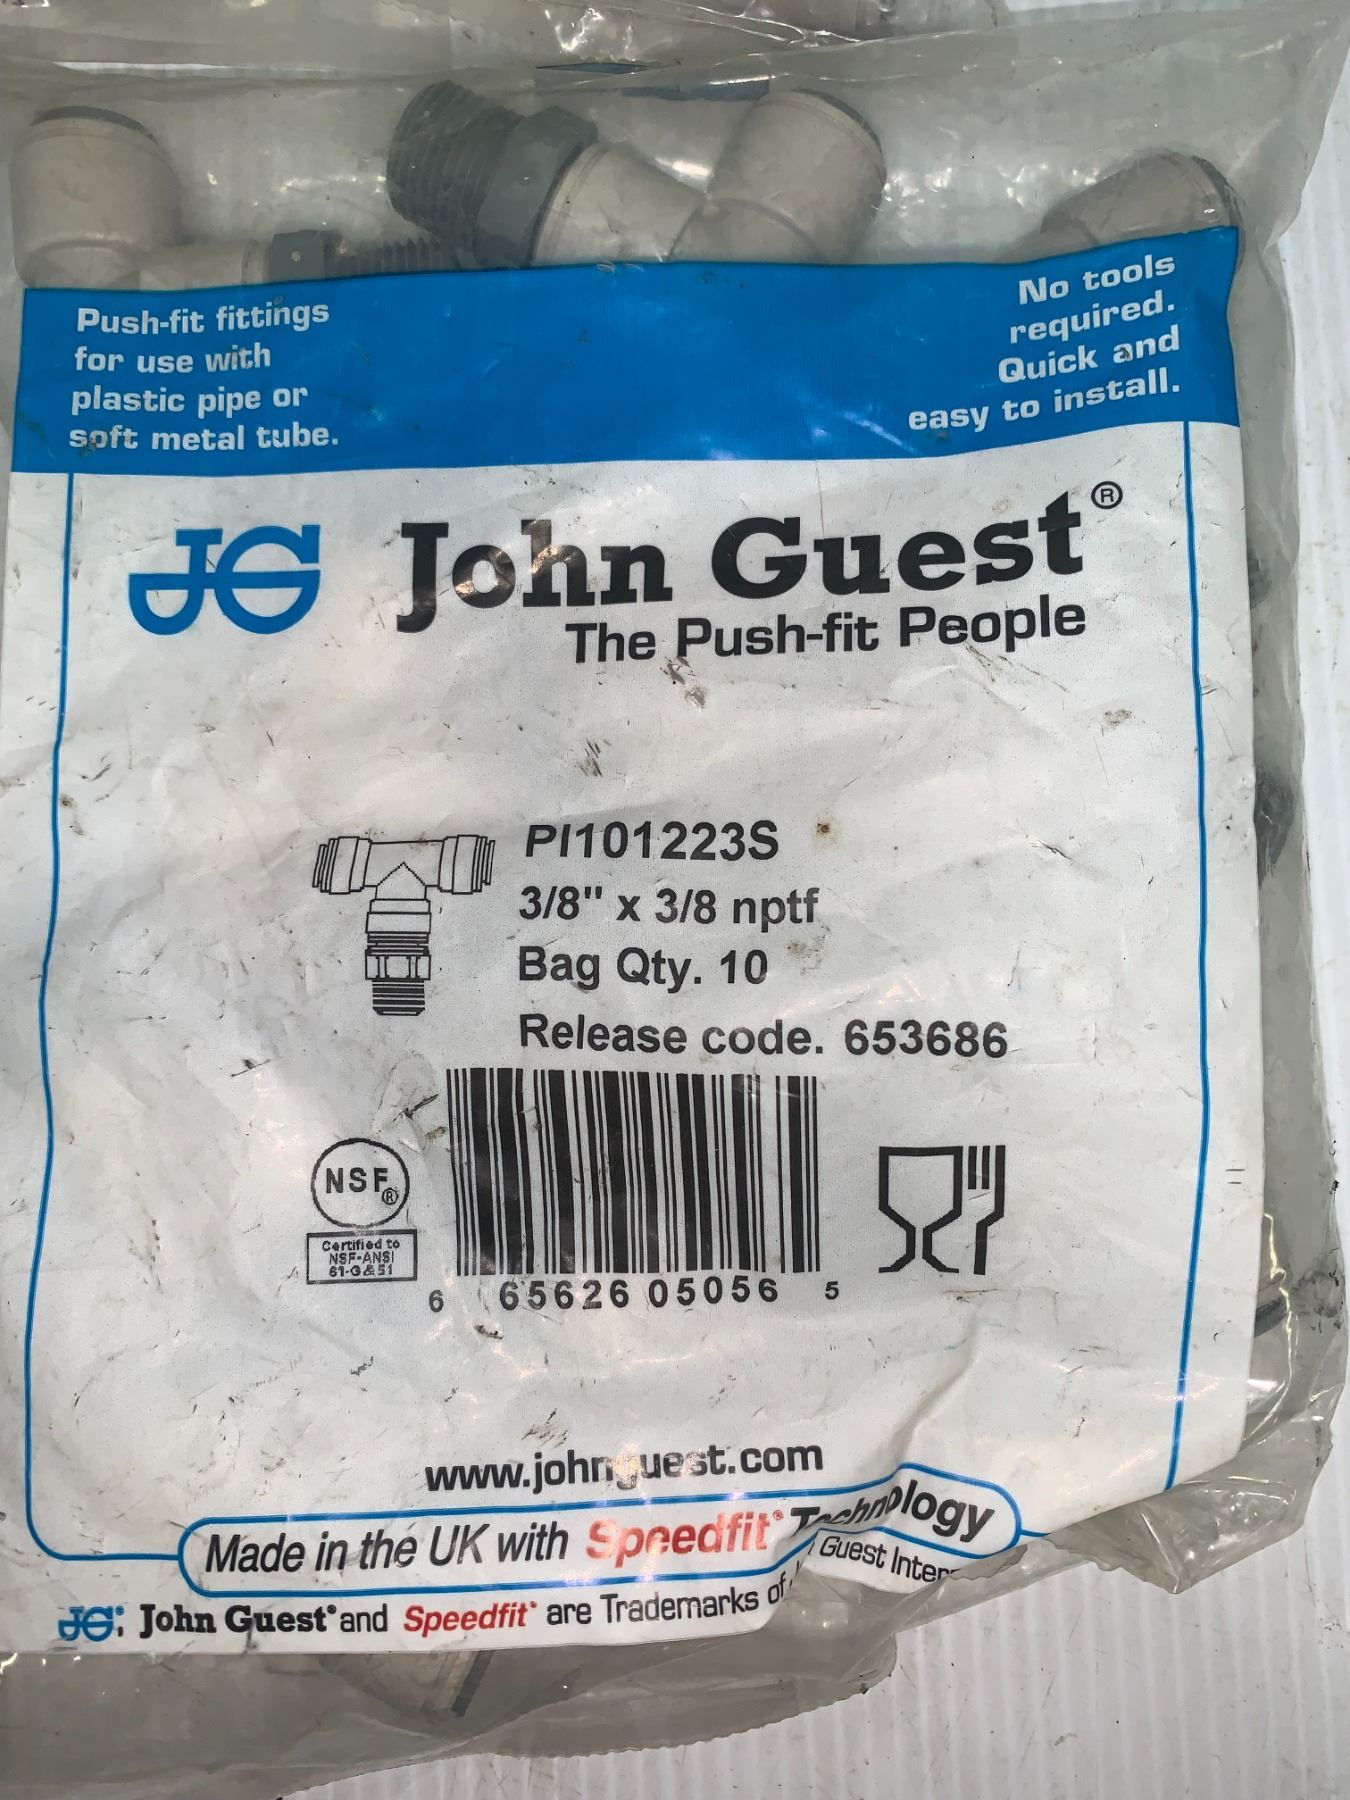 Push-fit fittings
for use with
plastic pipe or
soft metal tube.
No tools
required.
Quick and
easy to install.
JG John Guest®
The Push-fit People
PI101223S
3/8" x 3/8 nptf
Bag Qty. 10
Release code. 653686
NSF®
Certified to
NSF-ANSI
61-G & 51
6 65626 05056 5
www.johnguest.com
Made in the UK with Speedfit® Technology
JG; John Guest® and Speedfit® are Trademarks of Guest